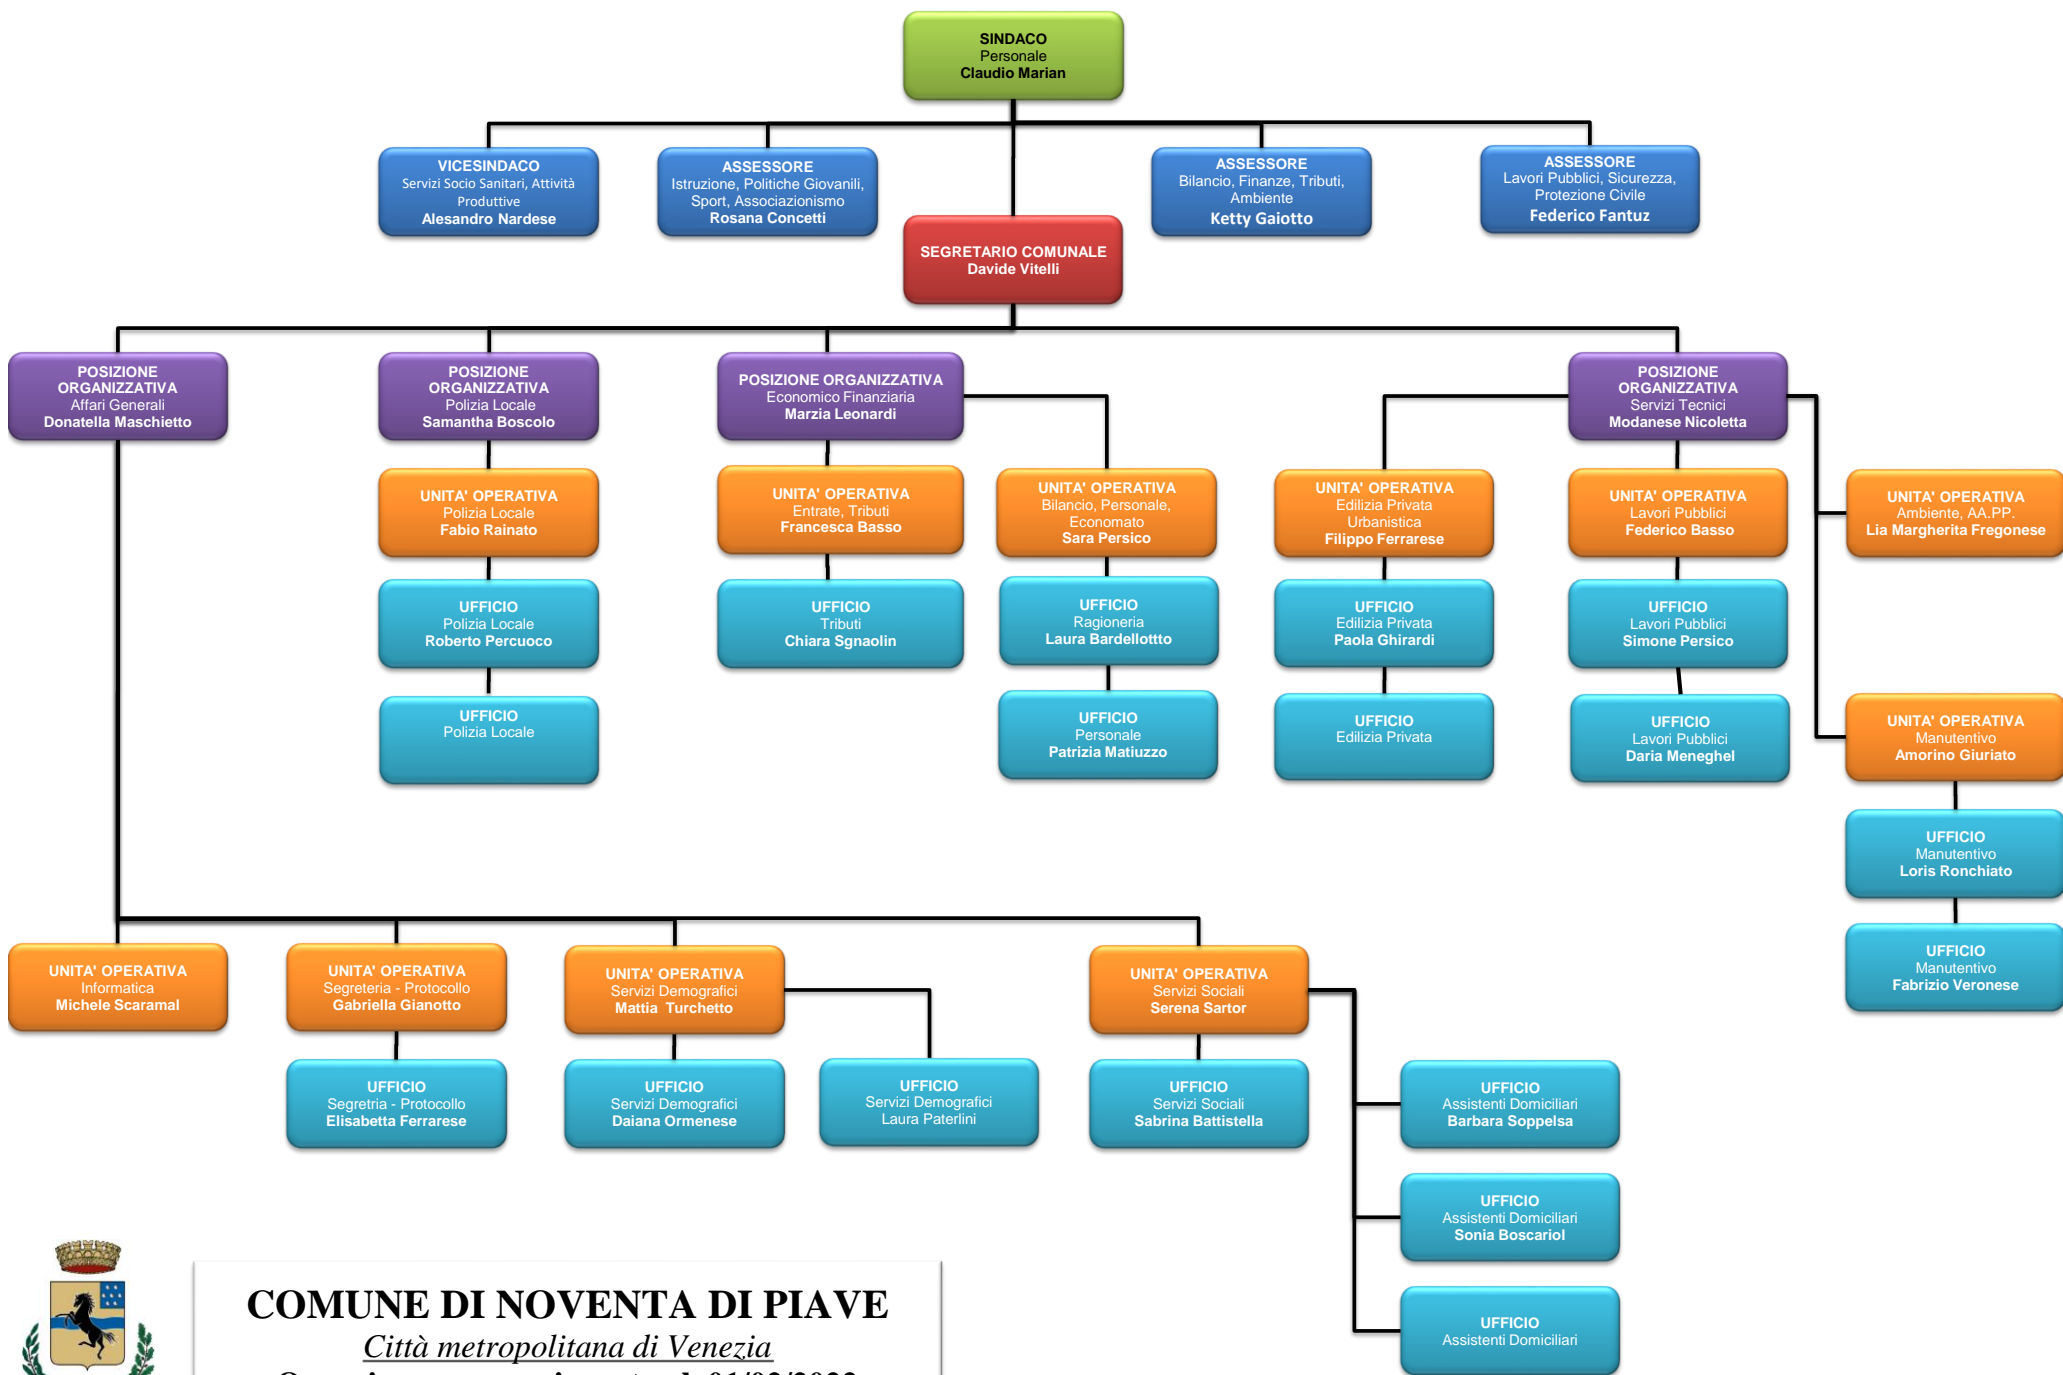 SINDACO
Personale
Claudio Marian
VICESINDACO
Servizi Socio Sanitari, Attività
Produttive
Alesandro Nardese
ASSESSORE
Istruzione, Politiche Giovanili,
Sport, Associazionismo
Rosana Concetti
ASSESSORE
Bilancio, Finanze, Tributi,
Ambiente
Ketty Gaiotto
ASSESSORE
Lavori Pubblici, Sicurezza,
Protezione Civile
Federico Fantuz
SEGRETARIO COMUNALE
Davide Vitelli
POSIZIONE
ORGANIZZATIVA
Affari Generali
Donatella Maschietto
POSIZIONE
ORGANIZZATIVA
Polizia Locale
Samantha Boscolo
POSIZIONE ORGANIZZATIVA
Economico Finanziaria
Marzia Leonardi
POSIZIONE
ORGANIZZATIVA
Servizi Tecnici
Modanese Nicoletta
UNITA' OPERATIVA
Polizia Locale
Fabio Rainato
UNITA' OPERATIVA
Entrate, Tributi
Francesca Basso
UNITA' OPERATIVA
Bilancio, Personale,
Economato
Sara Persico
UNITA' OPERATIVA
Edilizia Privata
Urbanistica
Filippo Ferrarese
UNITA' OPERATIVA
Lavori Pubblici
Federico Basso
UNITA' OPERATIVA
Ambiente, AA.PP.
Lia Margherita Fregonese
UFFICIO
Polizia Locale
Roberto Percuoco
UFFICIO
Tributi
Chiara Sgnaolin
UFFICIO
Ragioneria
Laura Bardellottto
UFFICIO
Edilizia Privata
Paola Ghirardi
UFFICIO
Lavori Pubblici
Simone Persico
UFFICIO
Polizia Locale
UFFICIO
Personale
Patrizia Matiuzzo
UFFICIO
Edilizia Privata
UFFICIO
Lavori Pubblici
Daria Meneghel
UNITA' OPERATIVA
Manutentivo
Amorino Giuriato
UFFICIO
Manutentivo
Loris Ronchiato
UFFICIO
Manutentivo
Fabrizio Veronese
UNITA' OPERATIVA
Informatica
Michele Scaramal
UNITA' OPERATIVA
Segreteria - Protocollo
Gabriella Gianotto
UNITA' OPERATIVA
Servizi Demografici
Mattia  Turchetto
UNITA' OPERATIVA
Servizi Sociali
Serena Sartor
UFFICIO
Segretria - Protocollo
Elisabetta Ferrarese
UFFICIO
Servizi Demografici
Daiana Ormenese
UFFICIO
Servizi Demografici
Laura Paterlini
UFFICIO
Servizi Sociali
Sabrina Battistella
UFFICIO
Assistenti Domiciliari
Barbara Soppelsa
UFFICIO
Assistenti Domiciliari
Sonia Boscariol
UFFICIO
Assistenti Domiciliari
COMUNE DI NOVENTA DI PIAVE
Città metropolitana di Venezia